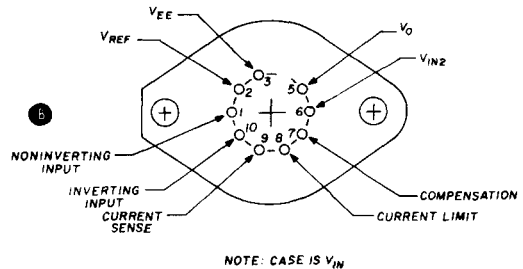 V_EE
V_REF
V_O
V_IN2
3
2
5
1
6
10
7
9
8
B
NONINVERTING
INPUT
INVERTING
INPUT
CURRENT
SENSE
COMPENSATION
CURRENT LIMIT
NOTE: CASE IS V_IN